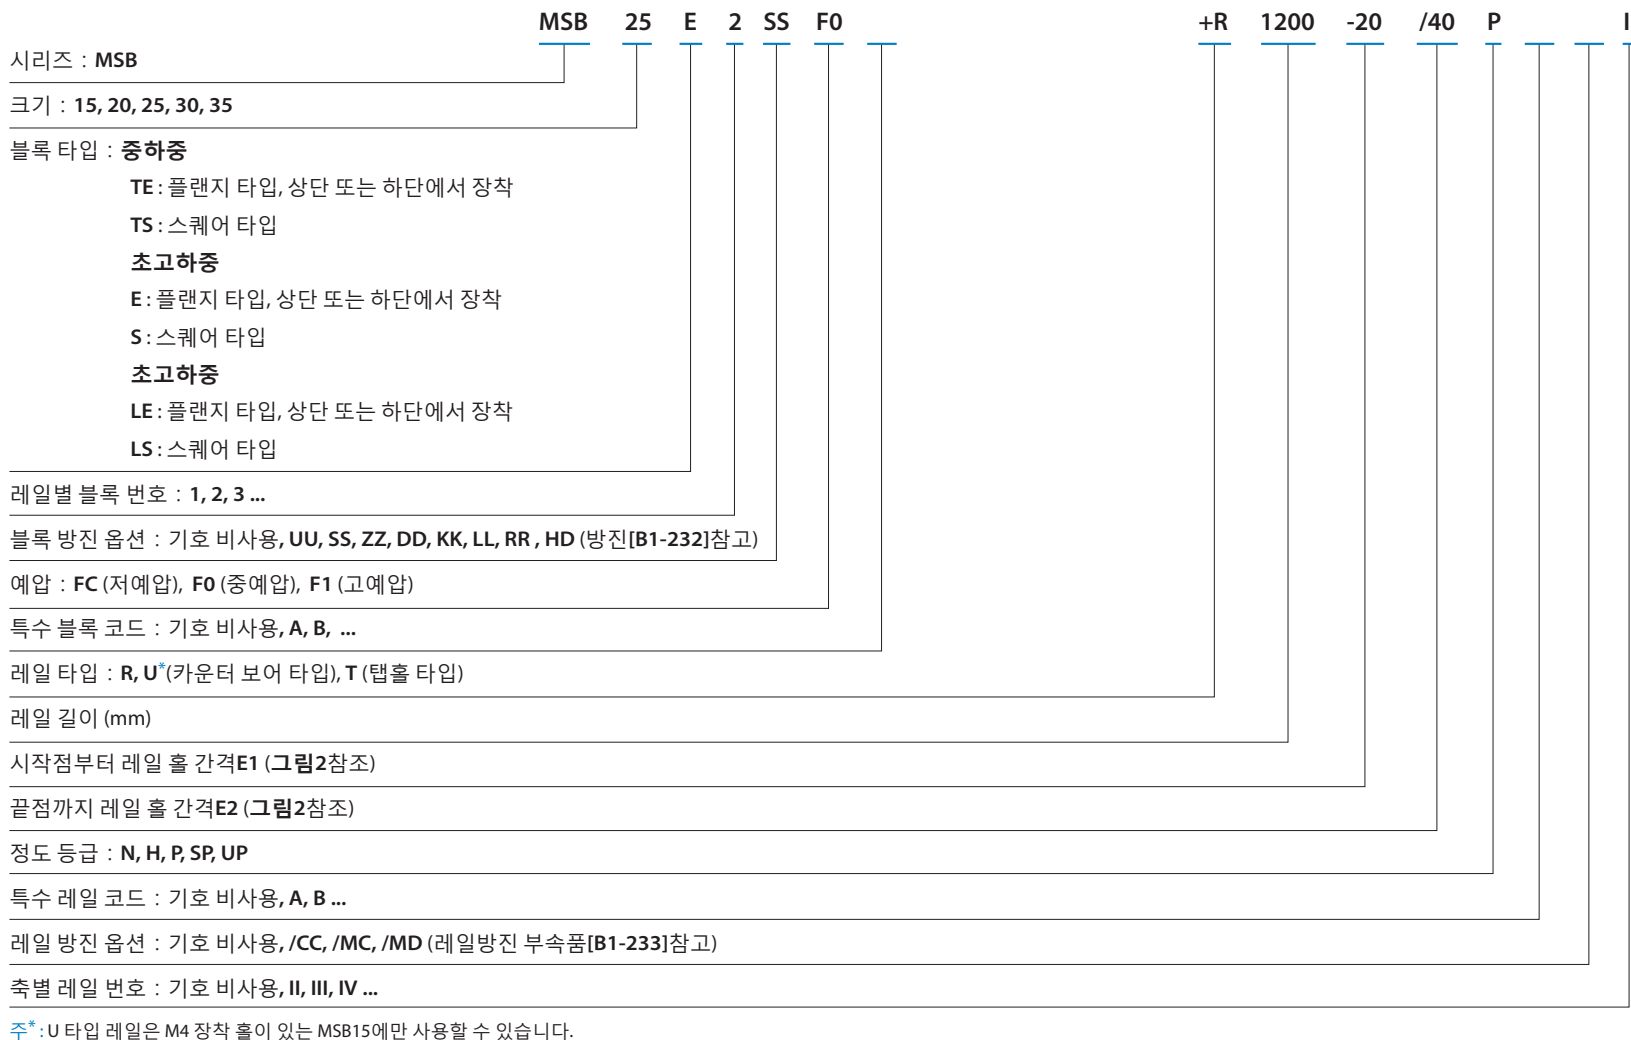 MSB 25 E 2 SS F0 +R 1200 -20 /40 P I
시리즈 : MSB
크기 : 15, 20, 25, 30, 35
블록 타입 : 중하중
TE : 플랜지 타입, 상단 또는 하단에서 장착
TS : 스퀘어 타입
초고하중
E : 플랜지 타입, 상단 또는 하단에서 장착
S : 스퀘어 타입
초고하중
LE : 플랜지 타입, 상단 또는 하단에서 장착
LS : 스퀘어 타입
레일별 블록 번호 : 1, 2, 3 ...
블록 방진 옵션 : 기호 비사용, UU, SS, ZZ, DD, KK, LL, RR , HD (방진[B1-232]참고)
예압 : FC (저예압), F0 (중예압), F1 (고예압)
특수 블록 코드 : 기호 비사용, A, B, ...
레일 타입 : R, U*(카운터 보어 타입), T (탭홀 타입)
레일 길이 (mm)
시작점부터 레일 홀 간격E1 (그림2참조)
끝점까지 레일 홀 간격E2 (그림2참조)
정도 등급 : N, H, P, SP, UP
특수 레일 코드 : 기호 비사용, A, B ...
레일 방진 옵션 : 기호 비사용, /CC, /MC, /MD (레일방진 부속품[B1-233]참고)
축별 레일 번호 : 기호 비사용, II, III, IV ...
주* : U 타입 레일은 M4 장착 홀이 있는 MSB15에만 사용할 수 있습니다.